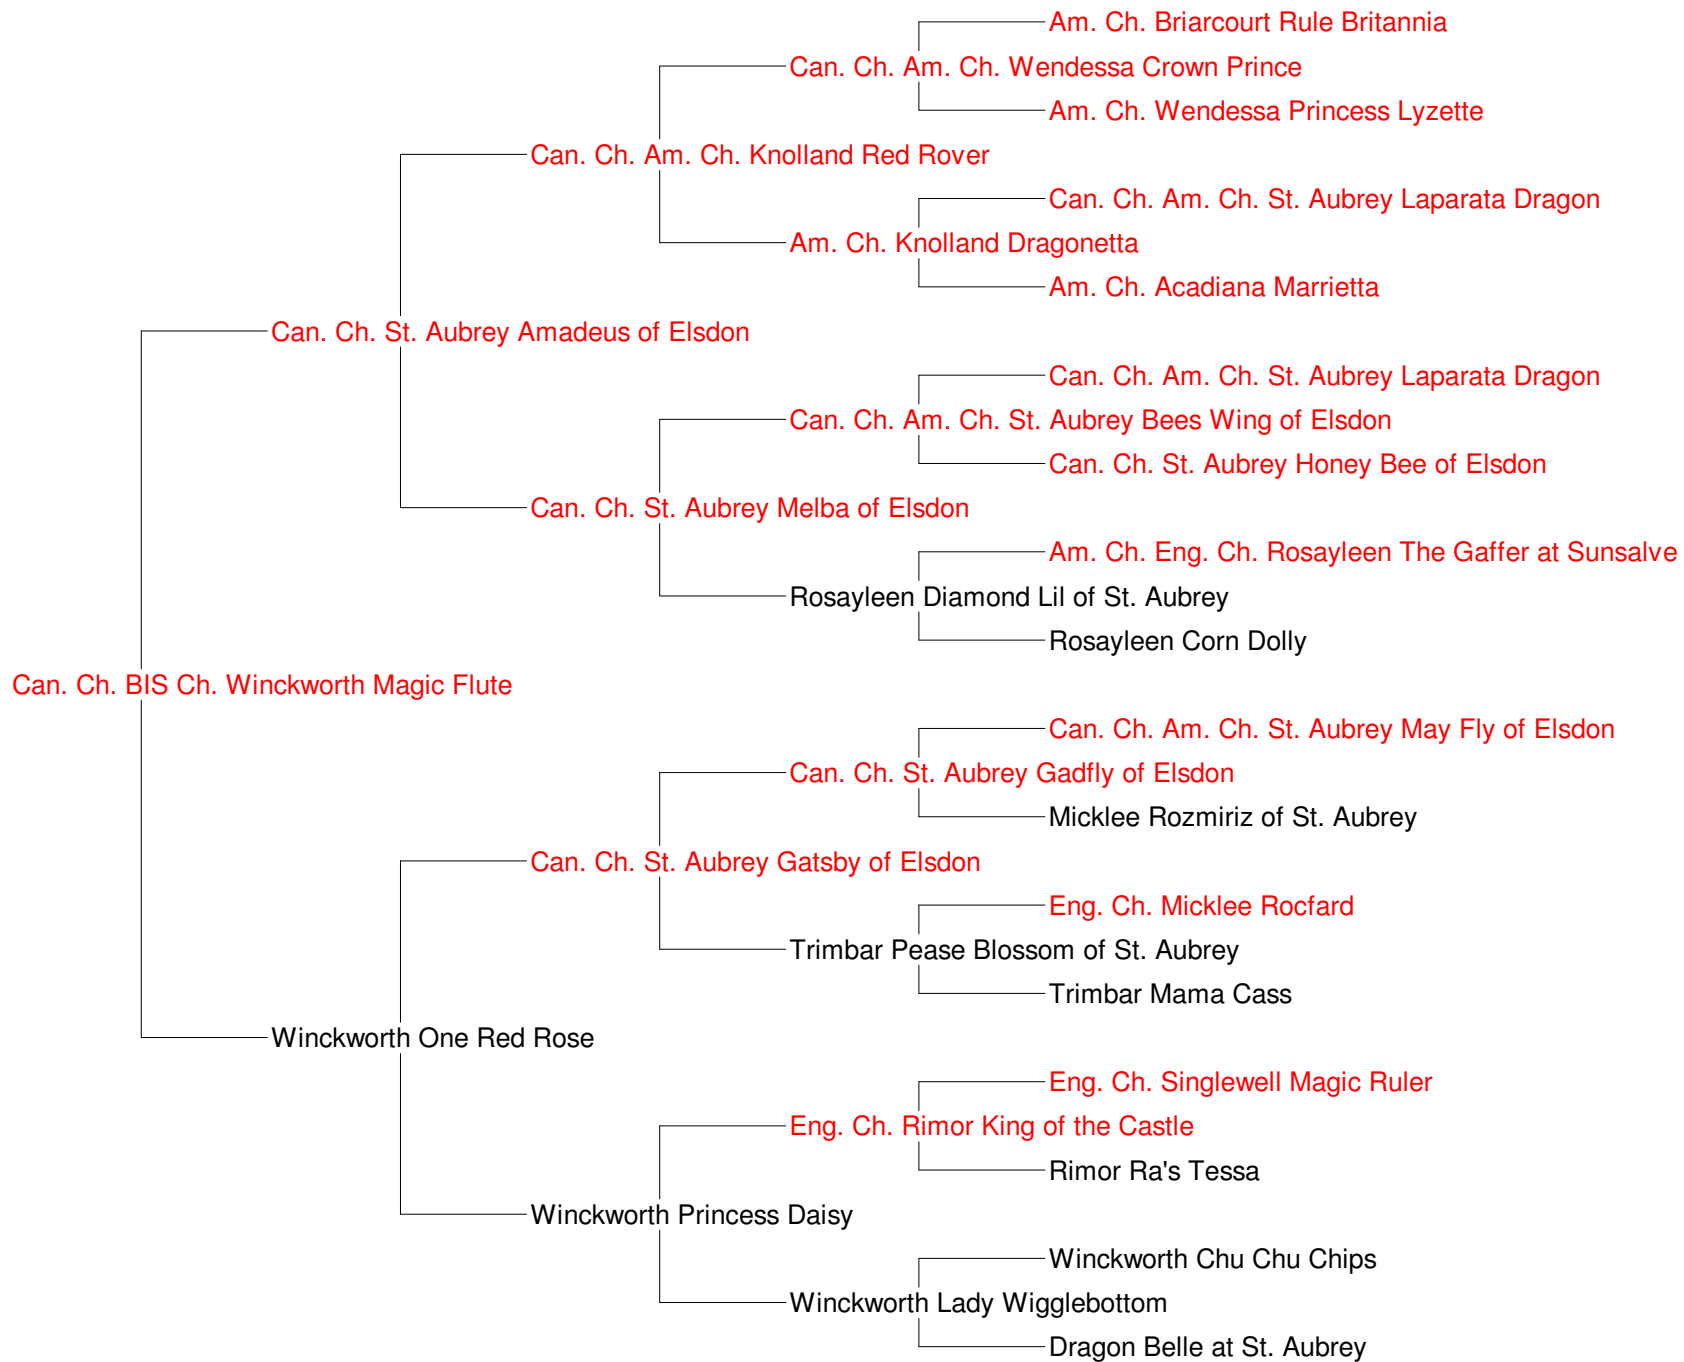 Am. Ch. Briarcourt Rule Britannia
Can. Ch. Am. Ch. Wendessa Crown Prince
Am. Ch. Wendessa Princess Lyzette
Can. Ch. Am. Ch. Knolland Red Rover
Can. Ch. Am. Ch. St. Aubrey Laparata Dragon
Am. Ch. Knolland Dragonetta
Am. Ch. Acadiana Marrietta
Can. Ch. St. Aubrey Amadeus of Elsdon
Can. Ch. Am. Ch. St. Aubrey Laparata Dragon
Can. Ch. Am. Ch. St. Aubrey Bees Wing of Elsdon
Can. Ch. St. Aubrey Honey Bee of Elsdon
Can. Ch. St. Aubrey Melba of Elsdon
Am. Ch. Eng. Ch. Rosayleen The Gaffer at Sunsalve
Rosayleen Diamond Lil of St. Aubrey
Rosayleen Corn Dolly
Can. Ch. BIS Ch. Winckworth Magic Flute
Can. Ch. Am. Ch. St. Aubrey May Fly of Elsdon
Can. Ch. St. Aubrey Gadfly of Elsdon
Micklee Rozmiriz of St. Aubrey
Can. Ch. St. Aubrey Gatsby of Elsdon
Eng. Ch. Micklee Rocfard
Trimbar Pease Blossom of St. Aubrey
Trimbar Mama Cass
Winckworth One Red Rose
Eng. Ch. Singlewell Magic Ruler
Eng. Ch. Rimor King of the Castle
Rimor Ra's Tessa
Winckworth Princess Daisy
Winckworth Chu Chu Chips
Winckworth Lady Wigglebottom
Dragon Belle at St. Aubrey